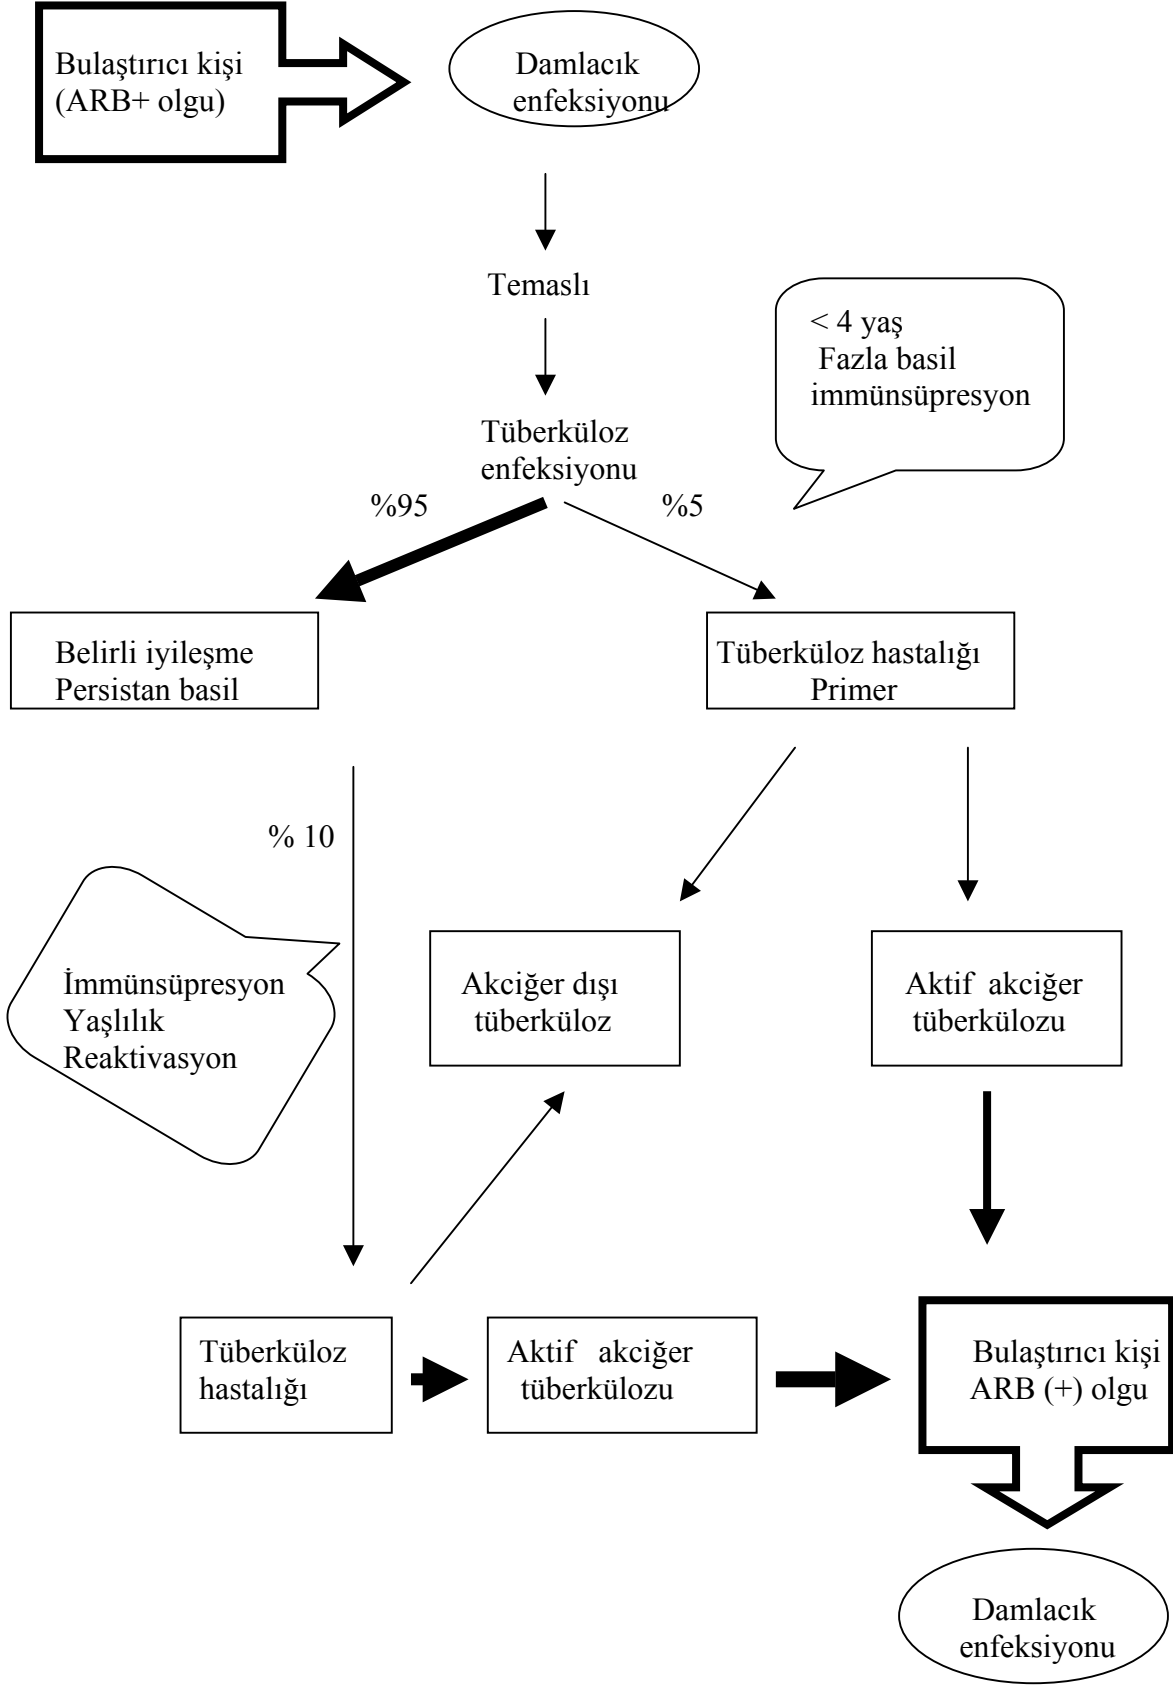 Bulaştırıcı kişi
(ARB+ olgu)
Damlacık
enfeksiyonu
Temaslı
< 4 yaş
Fazla basil
immünsüpresyon
Tüberküloz
enfeksiyonu
%95
%5
Belirli iyileşme
Persistan basil
Tüberküloz hastalığı
Primer
% 10
İmmünsüpresyon
Yaşlılık
Reaktivasyon
Akciğer dışı
tüberküloz
Aktif akciğer
tüberkülozu
Tüberküloz
hastalığı
Aktif akciğer
tüberkülozu
Bulaştırıcı kişi
ARB (+) olgu
Damlacık
enfeksiyonu